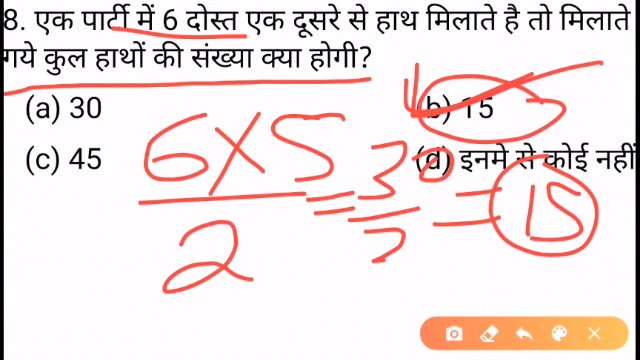 8. एक पार्टी में 6 दोस्त एक दूसरे से हाथ मिलाते है तो मिलाते
गये कुल हाथों की संख्या क्या होगी?
(a) 30 (b) 15
(c) 45 (d) इनमे से कोई नहीं
6 × 5 = 30 = 15
2 2